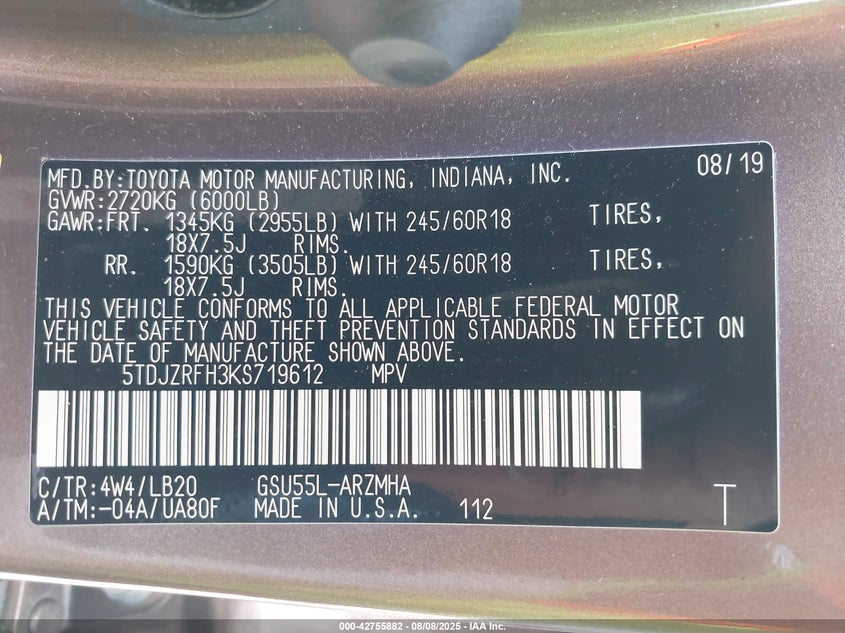 MFD.BY:TOYOTA MOTOR MANUFACTURING, INDIANA, INC. 08/19
GVWR:2720KG (6000LB)
GAWR:FRT. 1345KG (2955LB) WITH 245/60R18 TIRES,
18X7.5J RIMS.
RR. 1590KG (3505LB) WITH 245/60R18 TIRES,
18X7.5J RIMS.
THIS VEHICLE CONFORMS TO ALL APPLICABLE FEDERAL MOTOR
VEHICLE SAFETY AND THEFT PREVENTION STANDARDS IN EFFECT ON
THE DATE OF MANUFACTURE SHOWN ABOVE.
5TDJZRFH3KS719612 MPV
C/TR:4W4/LB20 GSU55L-ARZMHA
A/TM:-04A/UA80F MADE IN U.S.A. 112 T
000-42755882 - 08/08/2025 - IAA Inc.